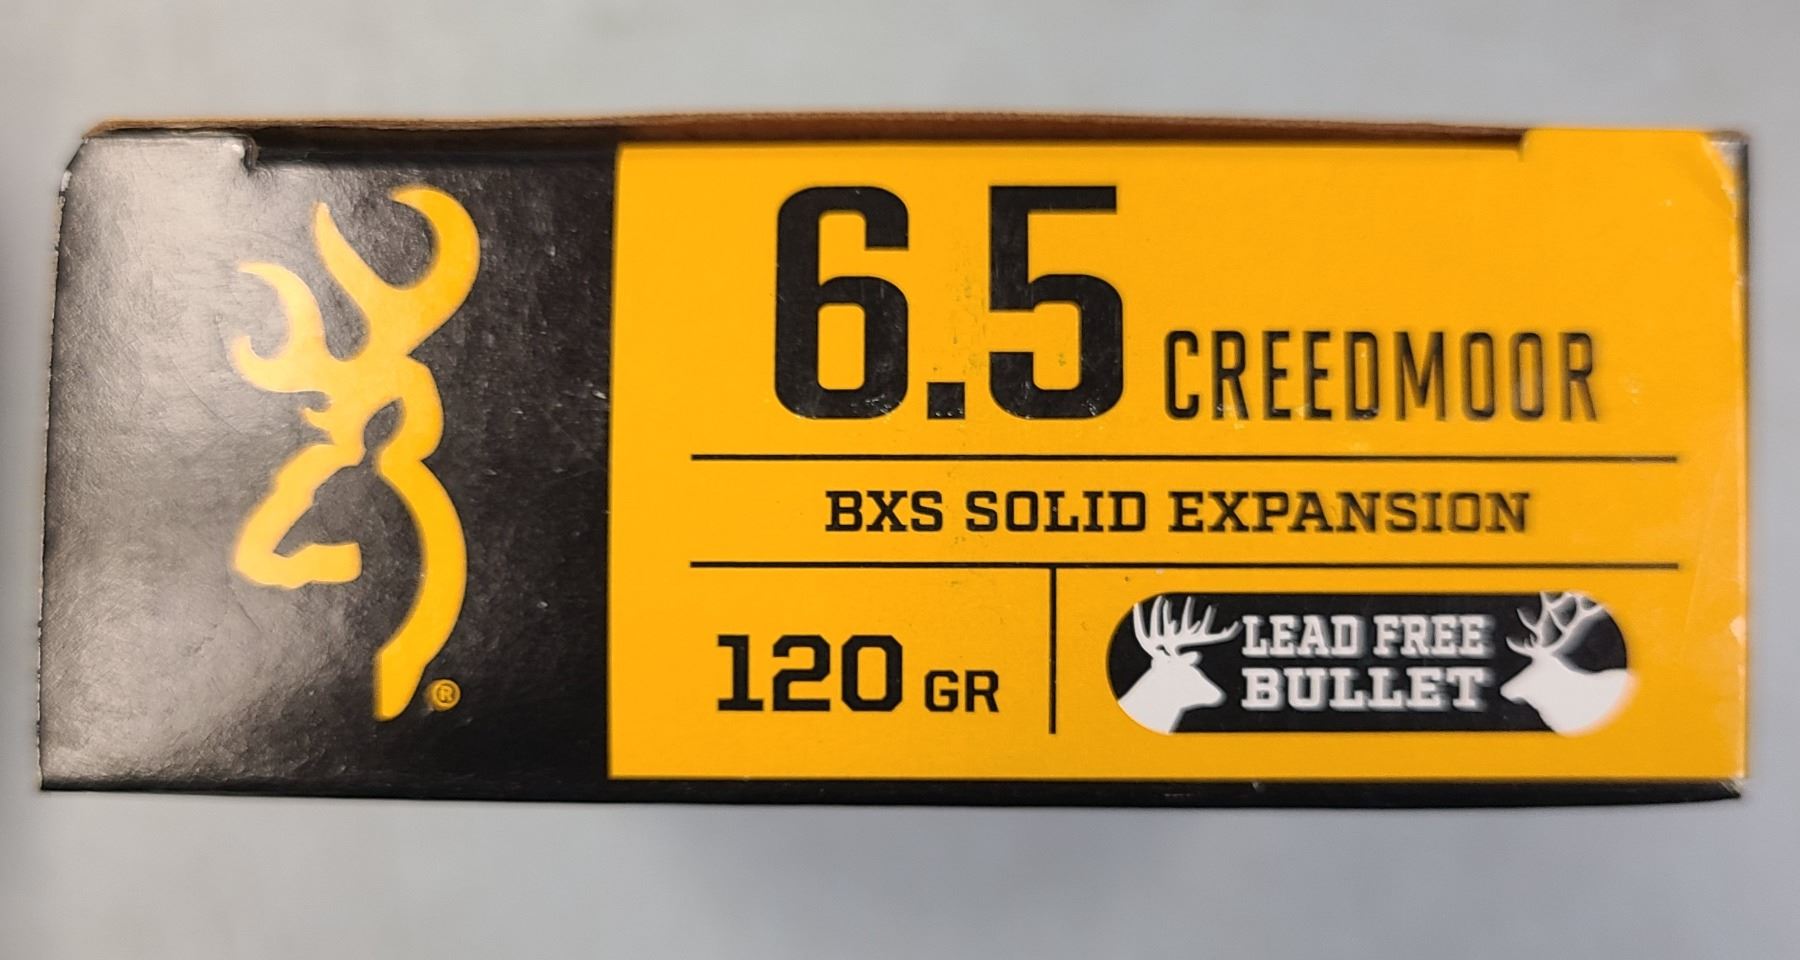 6.5 CREEDMOOR
BXS SOLID EXPANSION
120 GR
LEAD FREE
BULLET
®